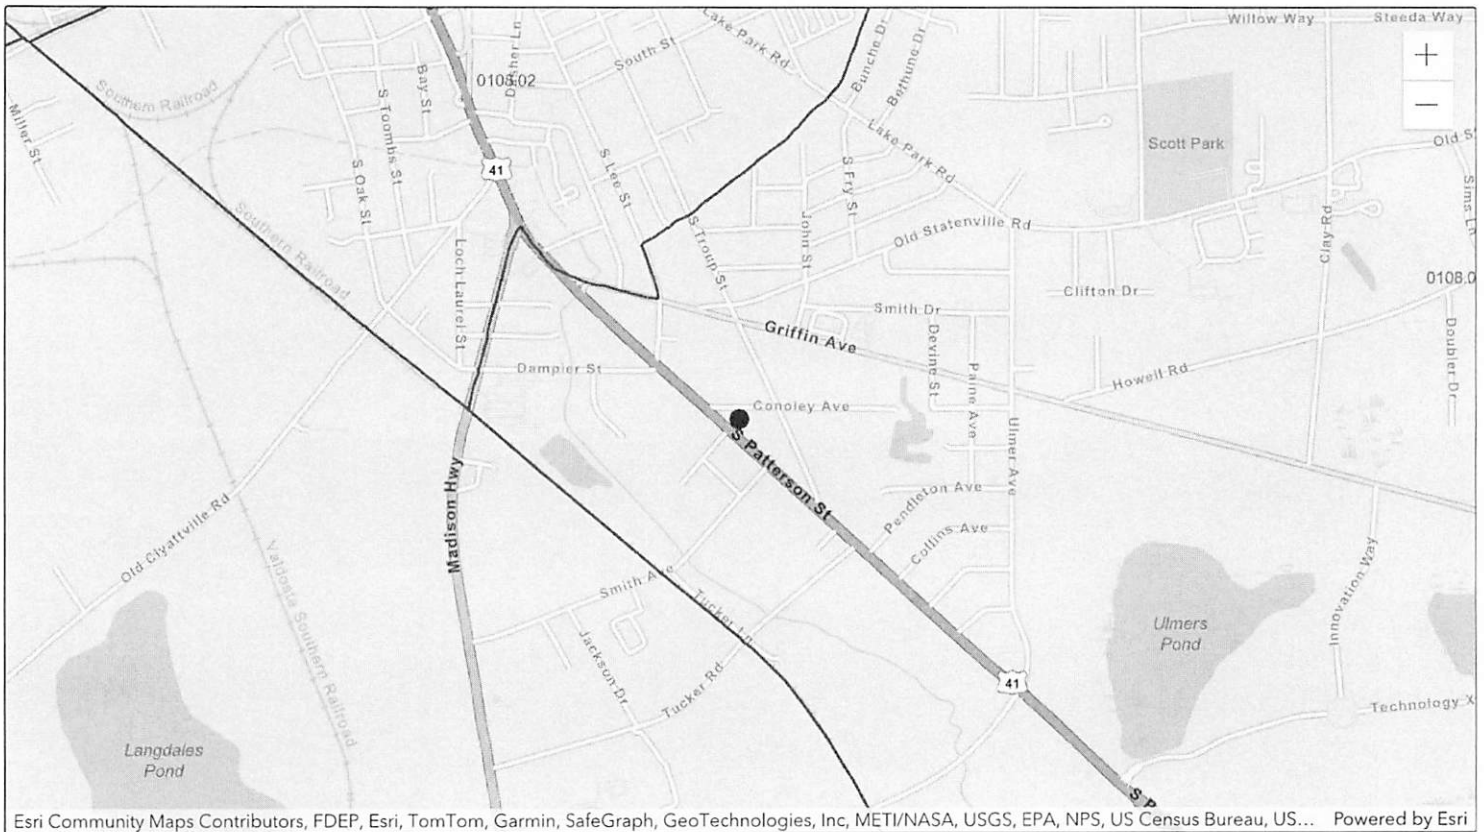 Willow Way
Steeda Way
Lake Park Rd
Bunche Dr
Bethune Dr
South St
Bay St
0108.02
Southern Railroad
S Toombs St
Miller St
Scott Park
Lake Park Rd
41
S Oak St
S Lee St
S Fry St
Southern Railroad
S Troup St
John St
Old Statenville Rd
Clay Rd
Sims Ln
Loch Laurel St
Clifton Dr
0108.0
Smith Dr
Griffin Ave
Devine St
Paine Ave
Doubler Dr
Dampier St
Howell Rd
Conoley Ave
S Patterson St
Ulmer Ave
Madison Hwy
Pendleton Ave
Collins Ave
Old Clyattville Rd
Valdosta Southern Railroad
Smith Ave
Tucker Ln
Innovation Way
Jackson Dr
Tucker Rd
Ulmers
Pond
41
Technology
Langdales
Pond
S P
Esri Community Maps Contributors, FDEP, Esri, TomTom, Garmin, SafeGraph, GeoTechnologies, Inc, METI/NASA, USGS, EPA, NPS, US Census Bureau, US... Powered by Esri